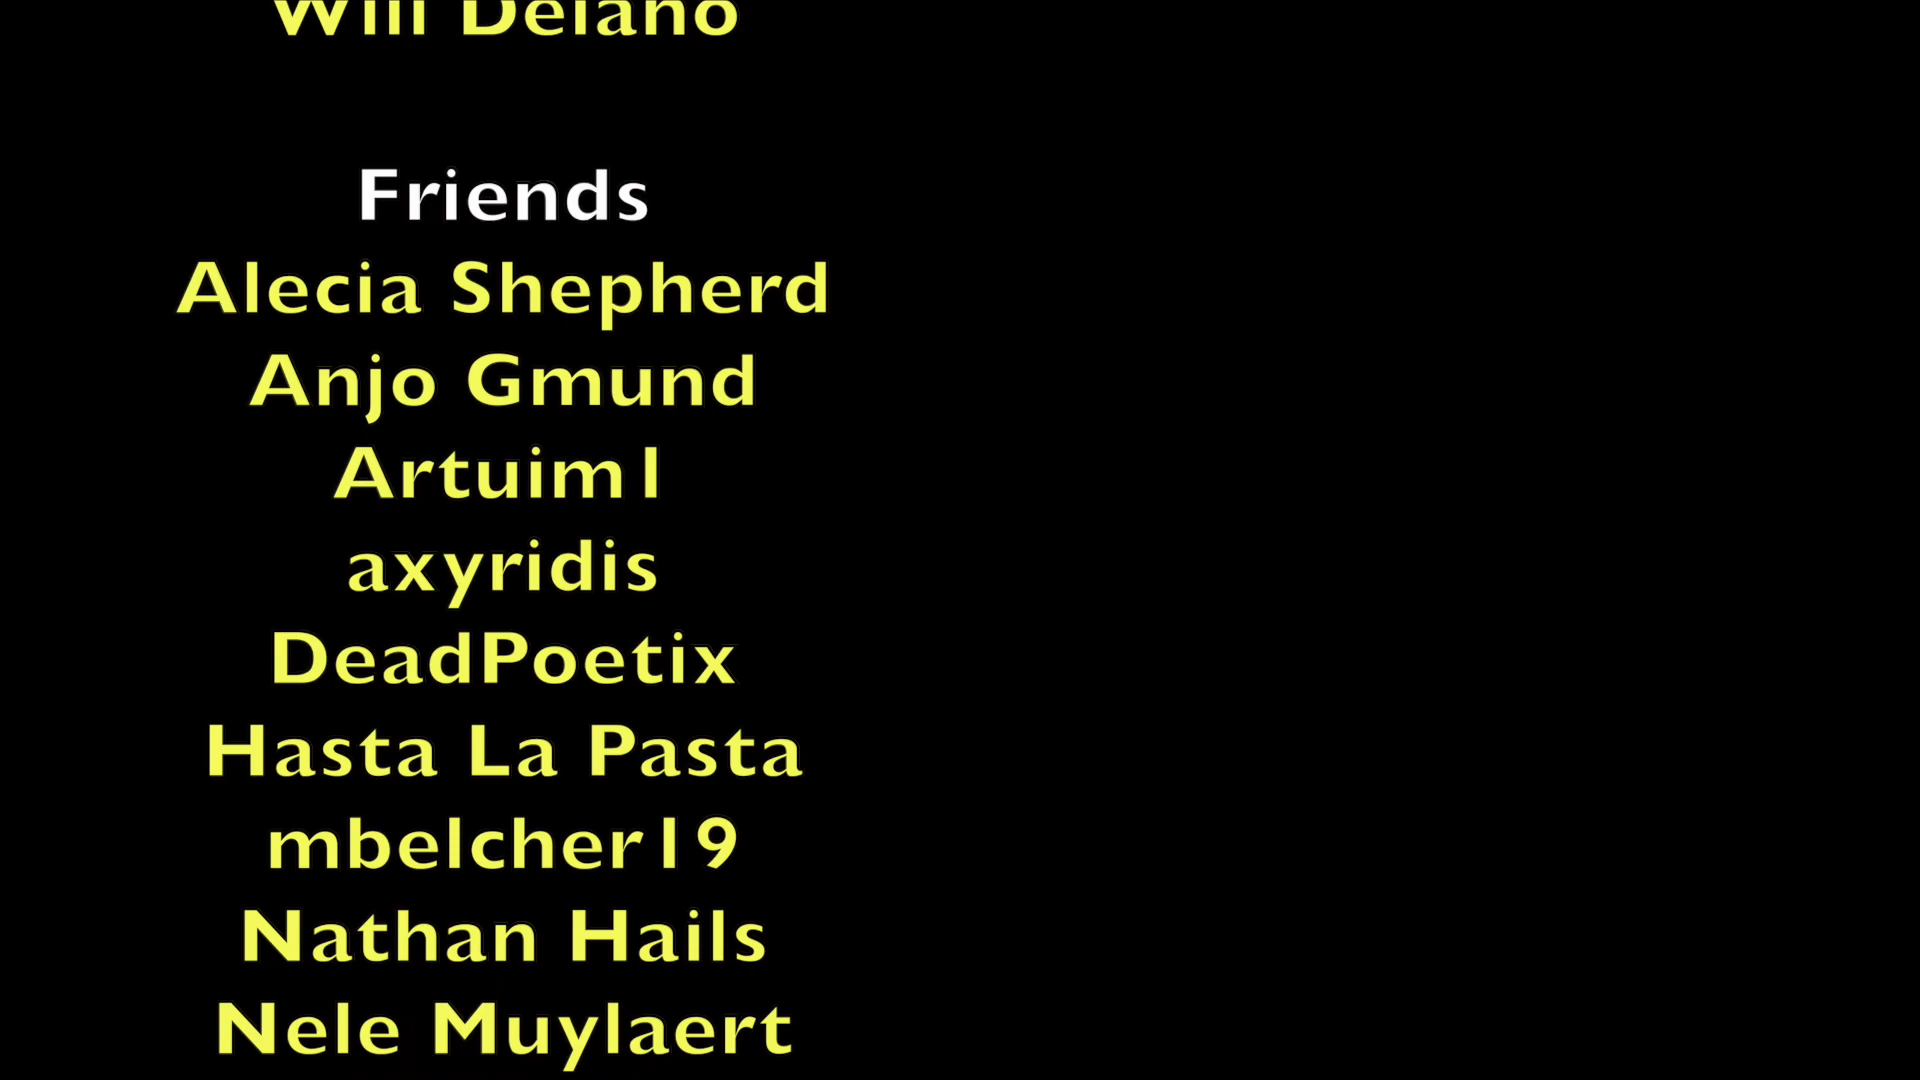 Will Delano
Friends
Alecia Shepherd
Anjo Gmund
Artuim1
axyridis
DeadPoetix
Hasta La Pasta
mbelcher19
Nathan Hails
Nele Muylaert